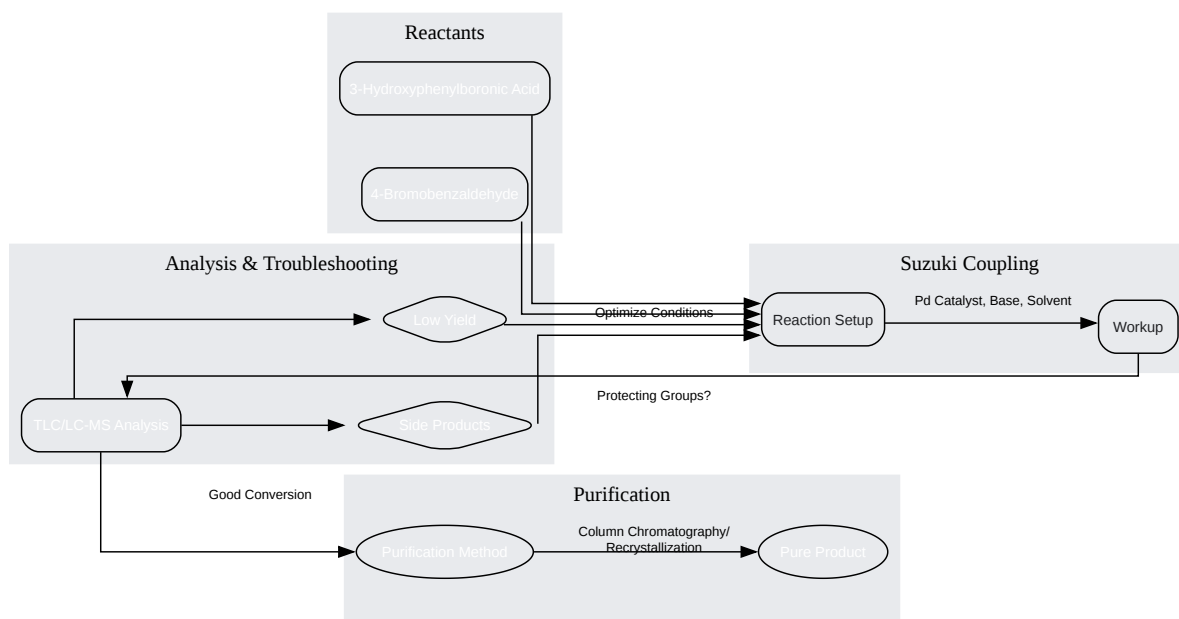 Reactants
3-Hydroxyphenylboronic Acid
4-Bromobenzaldehyde
Analysis & Troubleshooting
Low Yield
TLC/LC-MS Analysis
Side Products
Optimize Conditions
Protecting Groups?
Suzuki Coupling
Reaction Setup
Pd Catalyst, Base, Solvent
Workup
Good Conversion
Purification
Purification Method
Column Chromatography/
Recrystallization
Pure Product